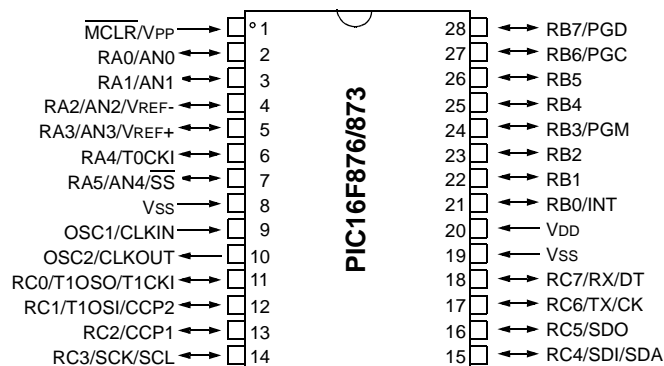 MCLR/VPP 1 28 RB7/PGD
RA0/AN0 2 27 RB6/PGC
RA1/AN1 3 26 RB5
RA2/AN2/VREF- 4 25 RB4
RA3/AN3/VREF+ 5 24 RB3/PGM
RA4/T0CKI 6 23 RB2
RA5/AN4/SS 7 22 RB1
VSS 8 21 RB0/INT
OSC1/CLKIN 9 20 VDD
OSC2/CLKOUT 10 19 VSS
RC0/T1OSO/T1CKI 11 18 RC7/RX/DT
RC1/T1OSI/CCP2 12 17 RC6/TX/CK
RC2/CCP1 13 16 RC5/SDO
RC3/SCK/SCL 14 15 RC4/SDI/SDA
PIC16F876/873